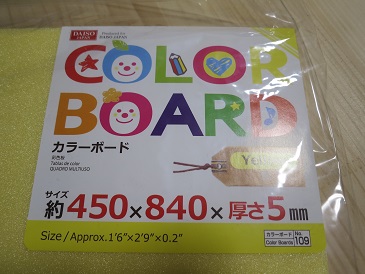 DAISO
JAPAN
Produced for
DAISO JAPAN
COLOR
BOARD
カラーボード
彩色板
Tablas de color
QUADRO MULTIUSO
サイズ
約450×840×厚さ5mm
Size/Approx. 1'6"×2'9"×0.2"
カラーボード
Color Boards
No.
109